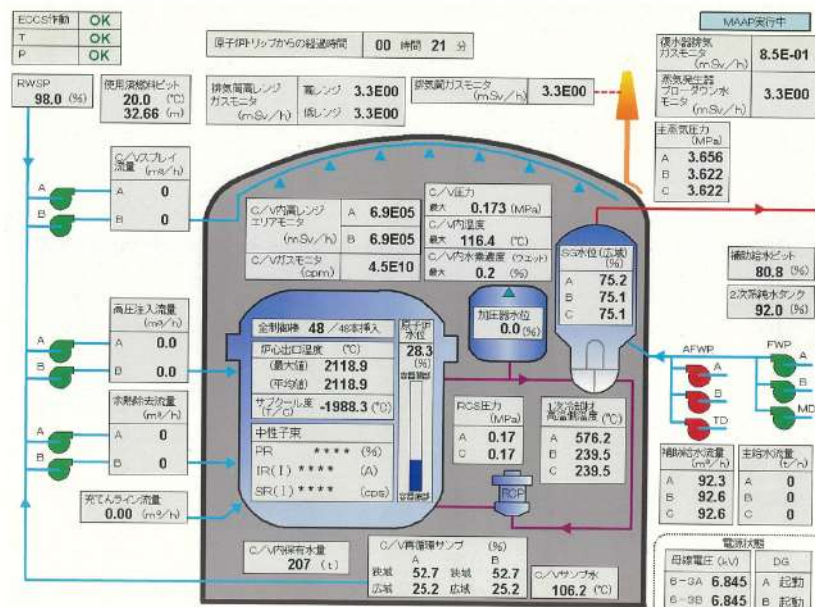 ECCS作動 OK
T OK
P OK
原子炉トリップからの経過時間 00 時間 21 分
MAAP実行中
RWSP
98.0 (%)
使用済燃料ピット
20.0 (℃)
32.66 (m)
排気筒高レンジ
ガスモニタ
(mSv/h)
高レンジ 3.3E00
低レンジ 3.3E00
排気筒ガスモニタ
(mSv/h)
3.3E00
復水器排気
ガスモニタ
(mSv/h)
8.5E-01
蒸気発生器
ブローダウン水
モニタ
(mSv/h)
3.3E00
主蒸気圧力
(MPa)
A 3.656
B 3.622
C 3.622
C/Vスプレイ
流量 (m³/h)
A 0
B 0
A
B
C/V内高レンジ
エリアモニタ
(mSv/h)
A 6.9E05
B 6.9E05
C/Vガスモニタ
(cpm)
4.5E10
C/V圧力
最大 0.173 (MPa)
C/V内温度
最大 116.4 (℃)
C/V内水素濃度 (ウエット)
最大 0.2 (%)
SG水位(広域)
(%)
A 75.2
B 75.1
C 75.1
補助給水ピット
80.8 (%)
2次系純水タンク
92.0 (%)
高圧注入流量
(m³/h)
A 0.0
B 0.0
A
B
全制御棒 48 /48本挿入
炉心出口温度 (℃)
(最大値) 2118.9
(平均値) 2118.9
サブクール度
(T/C) -1988.3 (℃)
中性子束
PR **** (%)
IR(I) **** (A)
SR(I) **** (cps)
原子炉
水位
28.3
(%)
容器頂部
容器底部
加圧器水位
0.0 (%)
AFWP
A
B
TD
FWP
A
B
MD
余熱除去流量
(m³/h)
A 0
B 0
A
B
RCS圧力
(MPa)
A 0.17
C 0.17
1次冷却材
高温側温度
(℃)
A 576.2
B 239.5
C 239.5
RCP
補助給水流量
(m³/h)
A 92.3
B 92.6
C 92.6
主給水流量
(t/h)
A 0
B 0
C 0
充てんライン流量
0.00 (m³/h)
C/V内保有水量
207 (t)
C/V再循環サンプ (%)
A B
狭域 52.7 狭域 52.7
広域 25.2 広域 25.2
C/Vサンプ水
106.2 (℃)
電源状態
母線電圧 (kV) DG
6-3A 6.845 A 起動
6-3B 6.845 B 起動